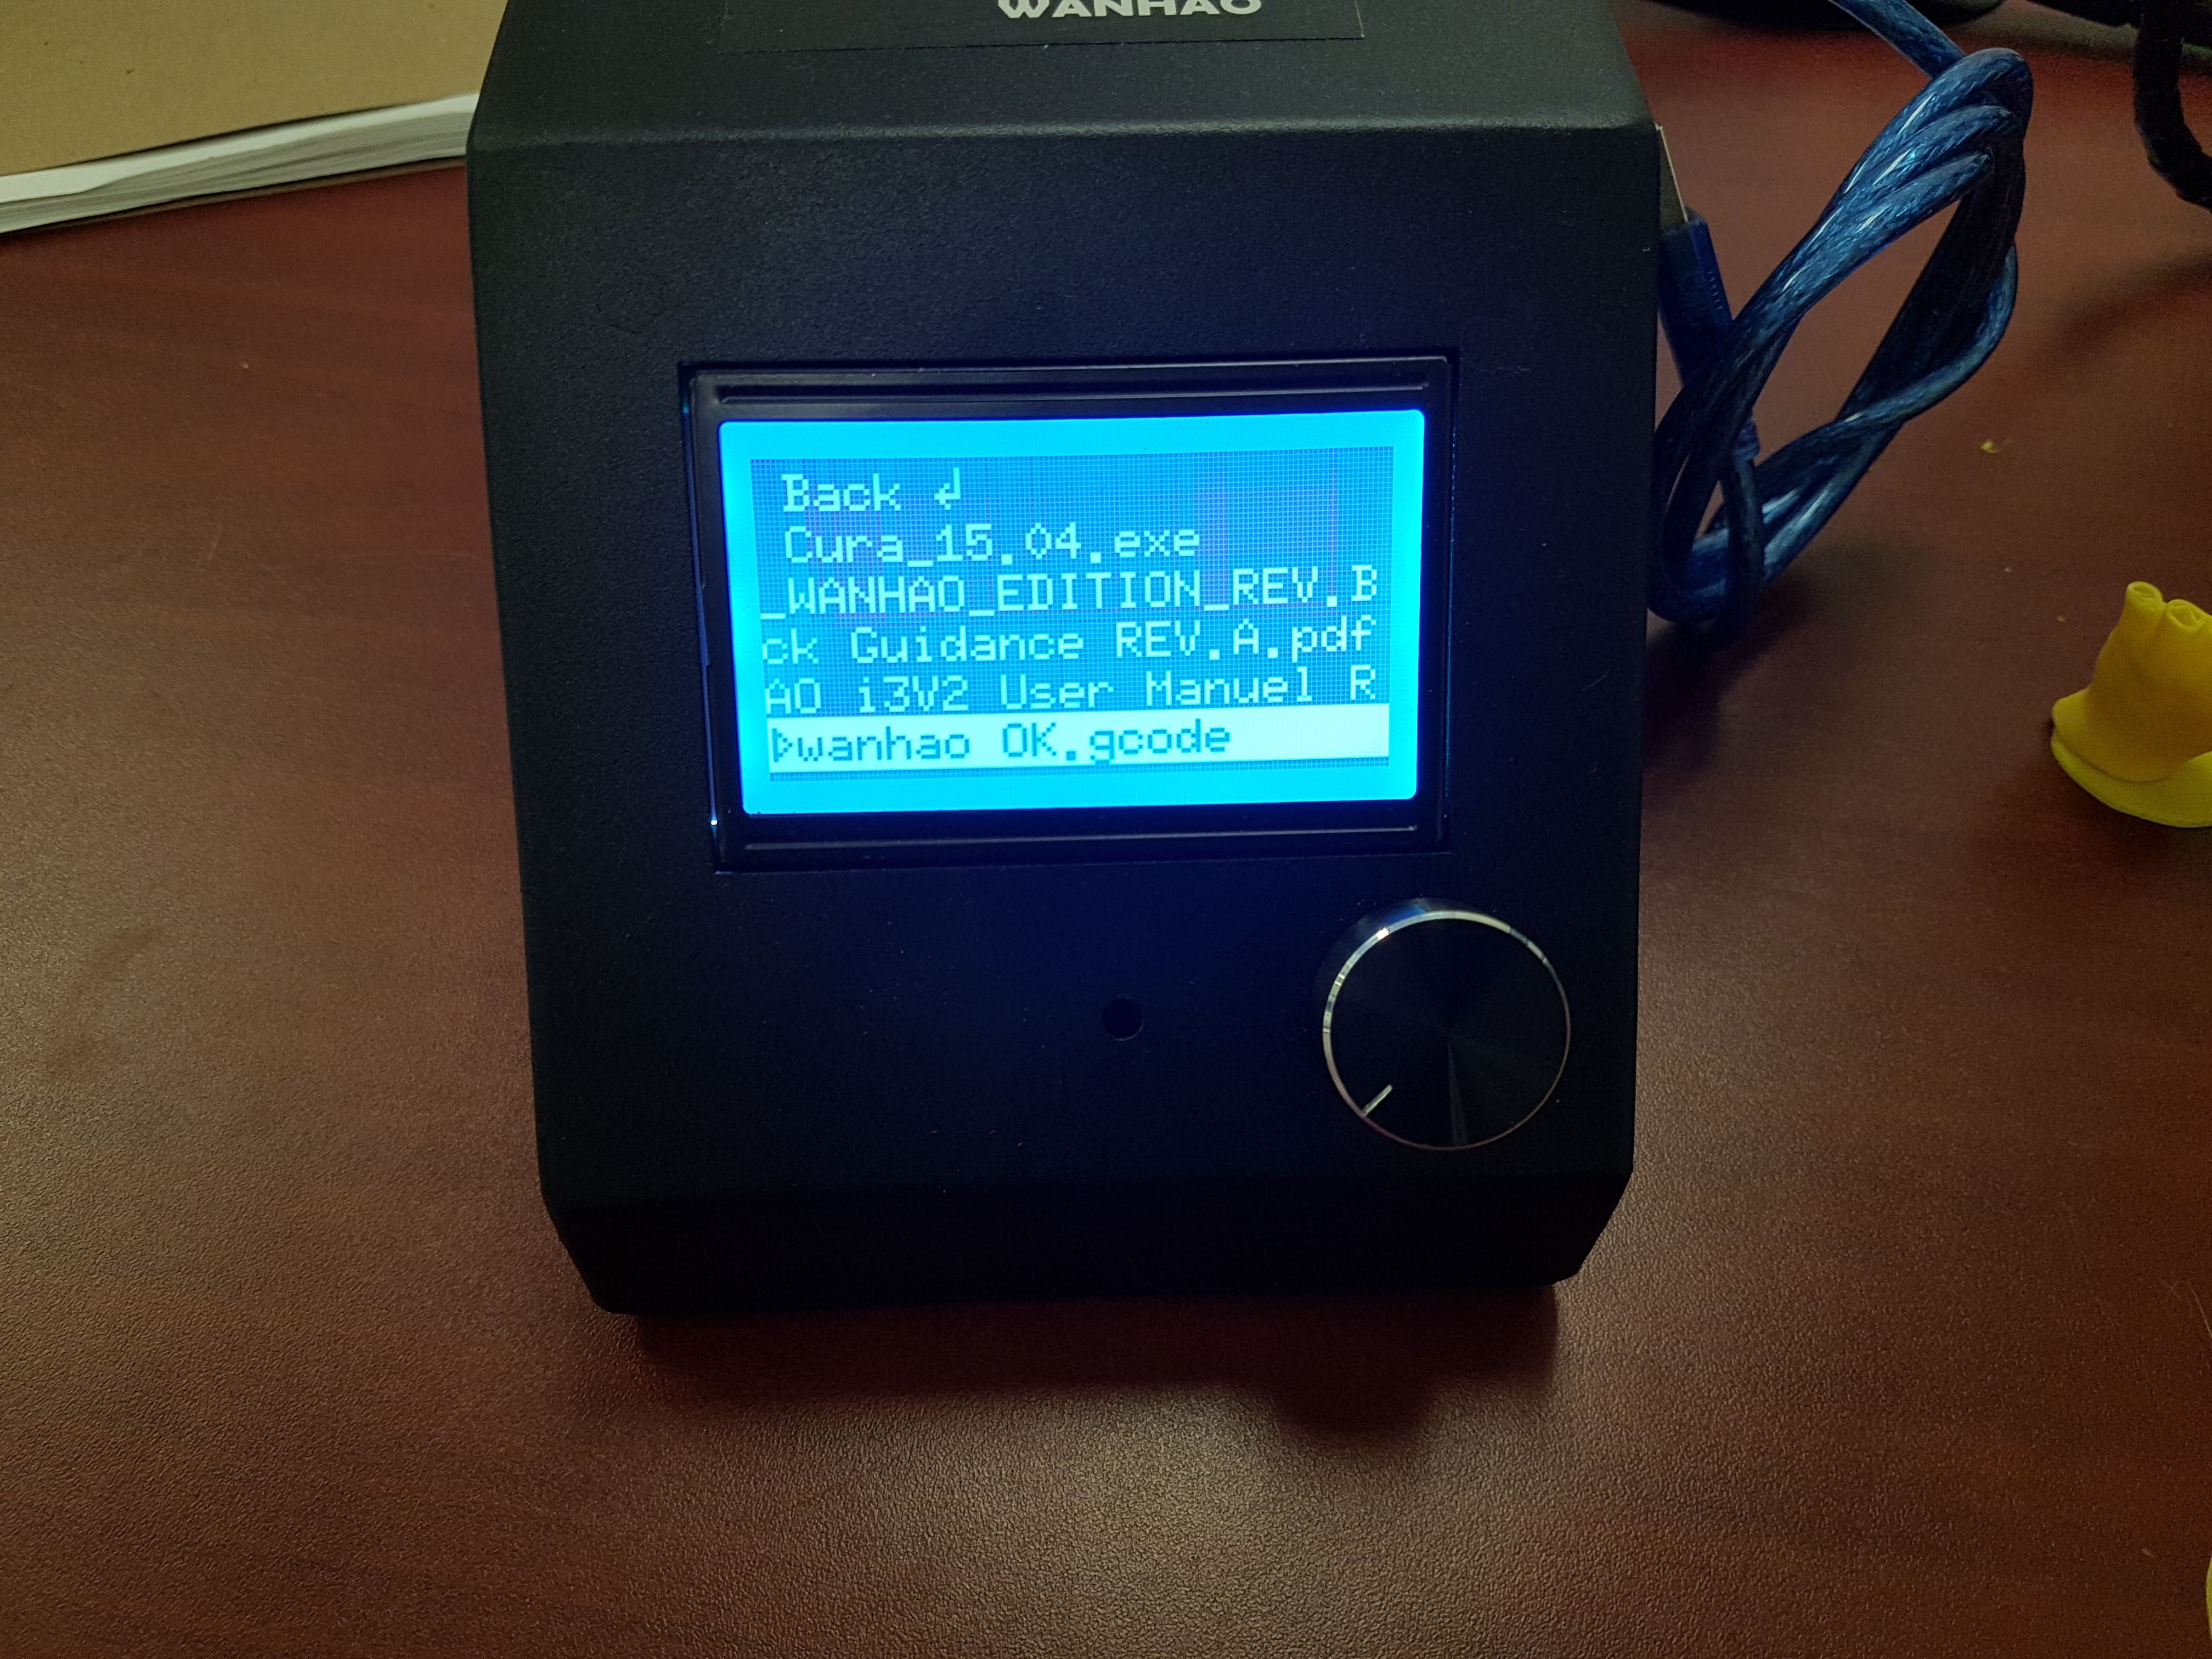 WANHAO
Back
Cura_15.04.exe
_WANHAO_EDITION_REV.B
ck Guidance REV.A.pdf
AO i3V2 User Manuel R
wanhao OK.gcode